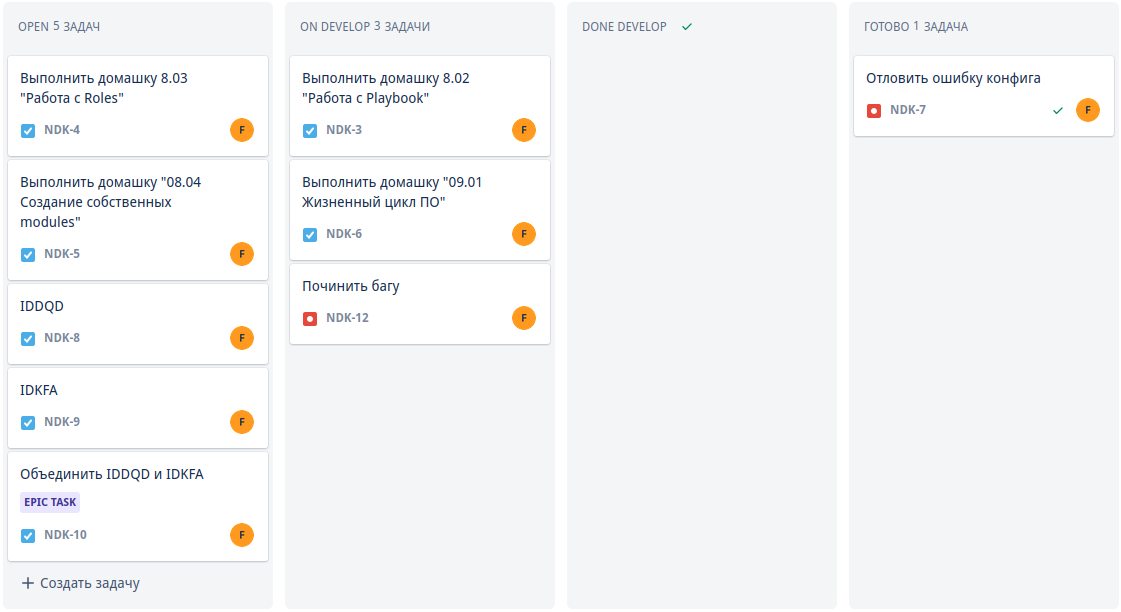 OPEN 5 ЗАДАЧ
Выполнить домашку 8.03
"Работа с Roles"
NDK-4
F
Выполнить домашку "08.04
Создание собственных
modules"
NDK-5
F
IDDQD
NDK-8
F
IDKFA
NDK-9
F
Объединить IDDQD и IDKFA
EPIC TASK
NDK-10
F
+ Создать задачу
ON DEVELOP 3 ЗАДАЧИ
Выполнить домашку 8.02
"Работа с Playbook"
NDK-3
F
Выполнить домашку "09.01
Жизненный цикл ПО"
NDK-6
F
Починить багу
NDK-12
F
DONE DEVELOP
ГОТОВО 1 ЗАДАЧА
Отловить ошибку конфига
NDK-7
F